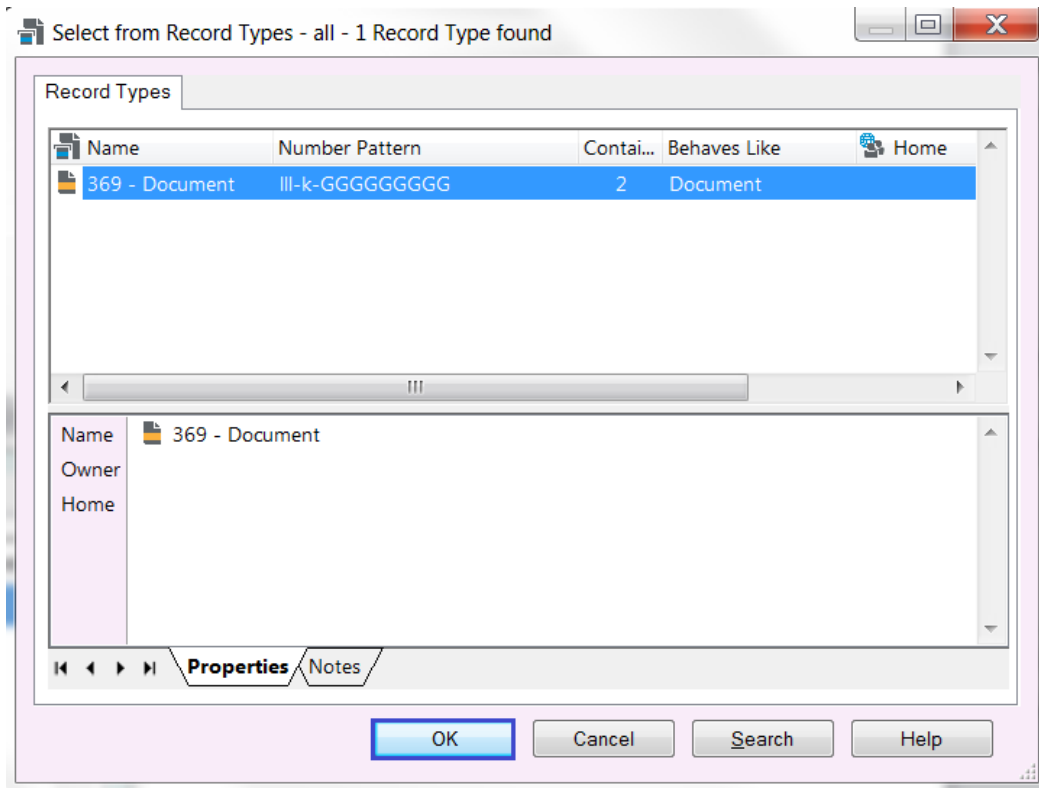 Select from Record Types - all - 1 Record Type found
X
Record Types
Name Number Pattern Contai... Behaves Like Home
369 - Document III-k-GGGGGGGGG 2 Document
Name 369 - Document
Owner
Home
Properties Notes
OK Cancel Search Help